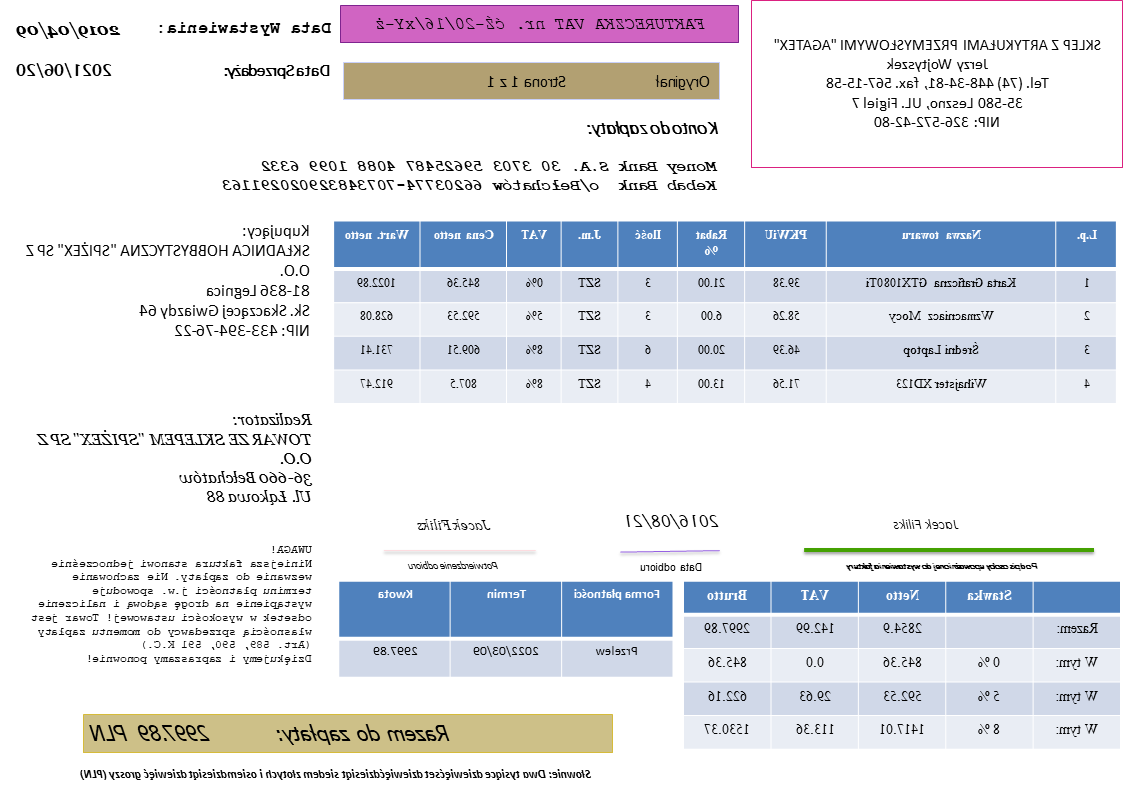 SKLEP Z ARTYKUŁAMI PRZEMYSŁOWYMI "AGATEX"
Jerzy Wojtyszek
Tel. (74) 448-34-81, fax. 567-15-58
35-580 Leszno, UL. Figiel 7
NIP: 326-572-42-80
FAKTURECZKA VAT nr. ćź-20/16/xY-ż
Oryginał Strona 1 z 1
Data Wystawienia: 2019/04/09
Data Sprzedaży: 2021/06/20
Konto do zapłaty:
Money Bank S.A. 30 3703 59625487 4088 1099 6332
Kebab Bank o/Bełchatów 66203774-707348329020291163
Kupujący:
SKŁADNICA HOBBYSTYCZNA "SPIŻEX" SP Z
O.O.
81-836 Legnica
Sk. Skaczącej Gwiazdy 64
NIP: 433-394-76-22
L.p. Nazwa towaru PKWiU Rabat % Ilość J.m. VAT Cena netto Wart. netto
1 Karta Graficzna GTX1080Ti 39.38 21.00 3 SZT 0% 845.36 1022.89
2 Wzmacniacz Mocy 58.26 6.00 3 SZT 5% 592.53 628.08
3 Średni Laptop 46.39 20.00 6 SZT 8% 609.51 731.41
4 Wihajster XD123 71.56 13.00 4 SZT 8% 807.5 912.47
Realizator:
TOWAR ZE SKLEPEM "SPIŻEX" SP Z
O.O.
36-660 Bełchatów
Ul. Łąkowa 88
Jacek Filiks
Podpis osoby upoważnionej do wystawienia faktury
2016/08/21
Data odbioru
Jacek Filiks
Potwierdzenie odbioru
UWAGA!
Niniejsza faktura stanowi jednocześnie
wezwanie do zapłaty. Nie zachowanie
terminu płatności j.w. spowoduje
wystąpienie na drogę sądową i naliczenie
odsetek w wysokości ustawowej! Towar jest
własnością sprzedawcy do momentu zapłaty
(Art. 589, 590, 591 K.C.)
Dziękujemy i zapraszamy ponownie!
Stawka Netto VAT Brutto
Razem: 2854.9 142.99 2997.89
W tym: 0 % 845.36 0.0 845.36
W tym: 5 % 592.53 29.63 622.16
W tym: 8 % 1417.01 113.36 1530.37
Forma płatności Termin Kwota
Przelew 2022/03/09 2997.89
Razem do zapłaty: 2997.89 PLN
Słownie: Dwa tysiące dziewięćset dziewięćdziesiąt siedem złotych i osiemdziesiąt dziewięć groszy (PLN)